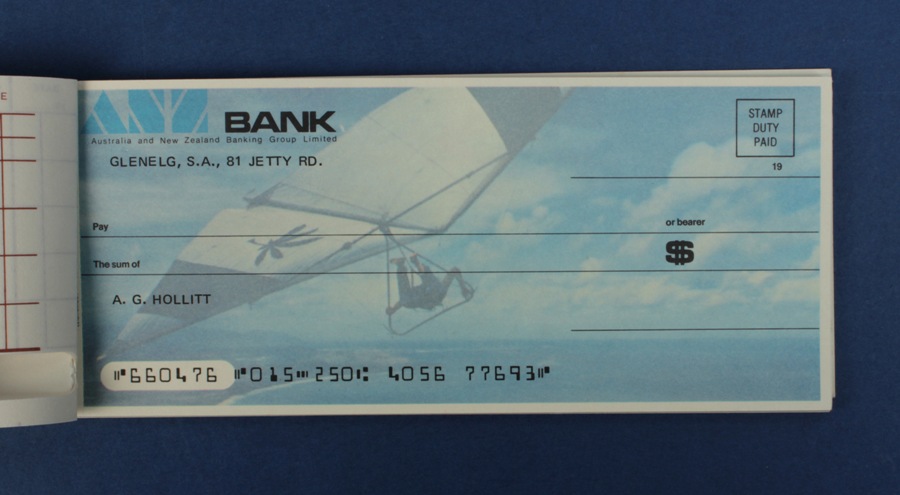 E
ANZ BANK
Australia and New Zealand Banking Group Limited
GLENELG, S.A., 81 JETTY RD.
STAMP
DUTY
PAID
19
Pay
or bearer
The sum of
$
A. G. HOLLITT
⑈660476⑈015⑉250⑆ 4056 77693⑈